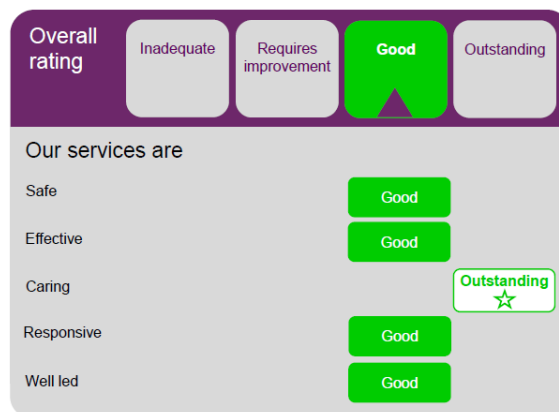 Overall rating
Inadequate
Requires improvement
Good
Outstanding
Our services are
Safe
Good
Effective
Good
Caring
Outstanding
Responsive
Good
Well led
Good